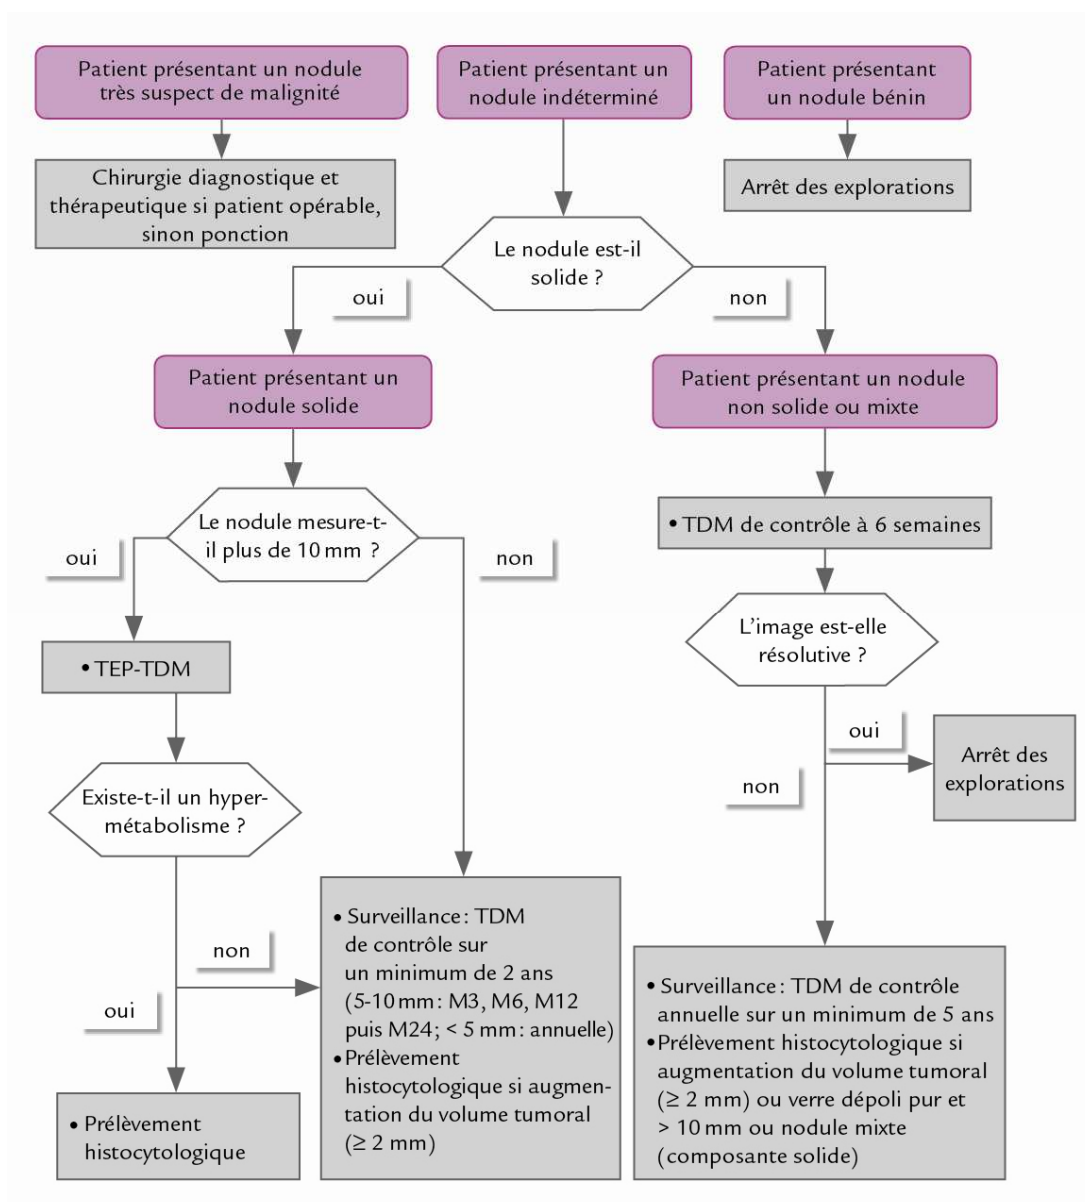 Patient présentant un nodule
très suspect de malignité
Patient présentant un
nodule indéterminé
Patient présentant
un nodule bénin
Chirurgie diagnostique et
thérapeutique si patient opérable,
sinon ponction
Arrêt des explorations
Le nodule est-il
solide ?
oui
non
Patient présentant un
nodule solide
Patient présentant un nodule
non solide ou mixte
Le nodule mesure-t-
il plus de 10 mm ?
oui
non
• TDM de contrôle à 6 semaines
L'image est-elle
résolutive ?
• TEP-TDM
oui
Arrêt des
explorations
non
Existe-t-il un hyper-
métabolisme ?
non
oui
• Surveillance : TDM
de contrôle sur
un minimum de 2 ans
(5-10 mm : M3, M6, M12
puis M24; < 5 mm : annuelle)
• Prélèvement
histocytologique si augmen-
tation du volume tumoral
(≥ 2 mm)
• Surveillance : TDM de contrôle
annuelle sur un minimum de 5 ans
• Prélèvement histocytologique si
augmentation du volume tumoral
(≥ 2 mm) ou verre dépoli pur et
> 10 mm ou nodule mixte
(composante solide)
• Prélèvement
histocytologique